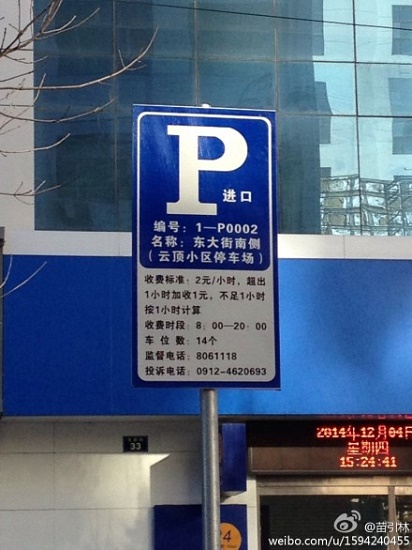 P
进口
编号：1—P0002
名称：东大街南侧
（云顶小区停车场）
收费标准：2元/小时，超出
1小时加收1元，不足1小时
按1小时计算
收费时段：8：00—20：00
车位数：14个
监督电话：8061118
投诉电话：0912-4620693
33
2014年12月04日
星期四
15:24:41
24
@苗引林
weibo.com/u/1594240455